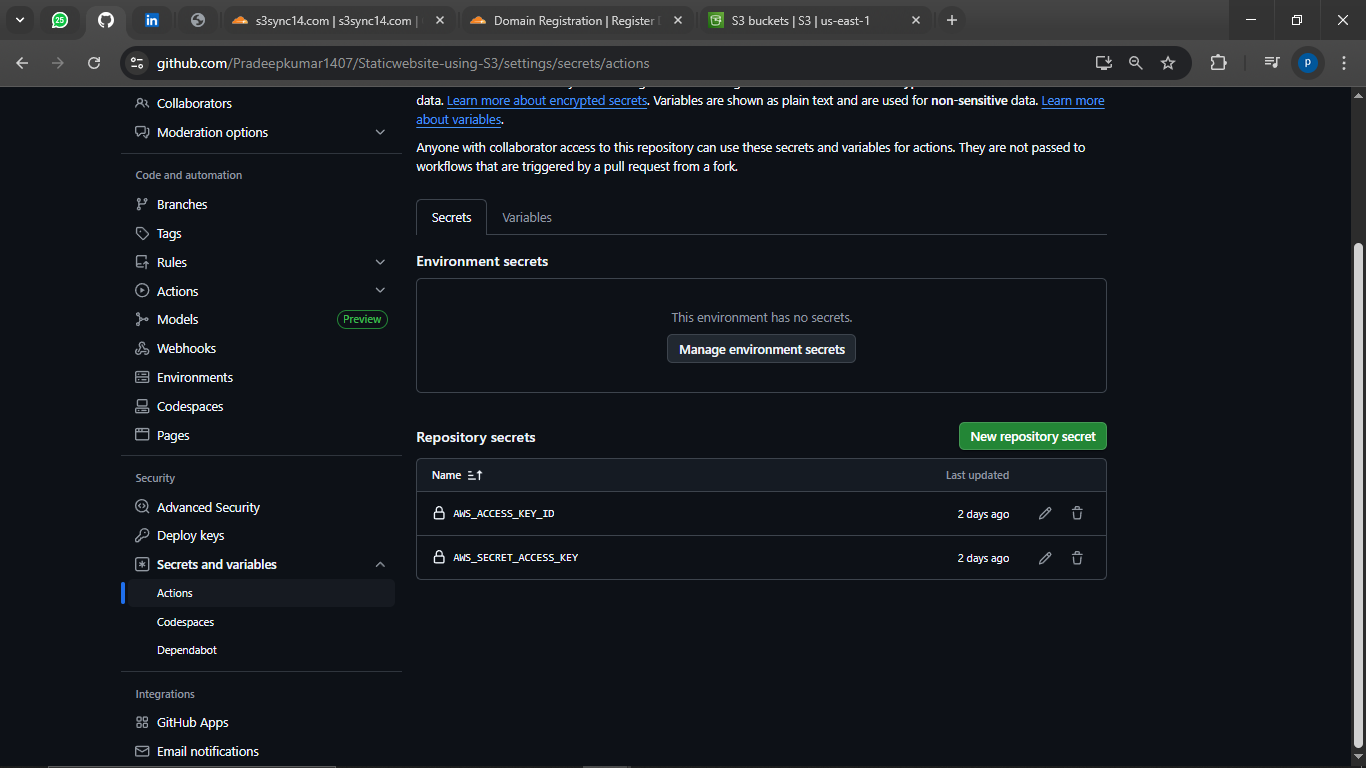 25
s3sync14.com | s3sync14.com |
Domain Registration | Register
S3 buckets | S3 | us-east-1
github.com/Pradeepkumar1407/Staticwebsite-using-S3/settings/secrets/actions
p
Collaborators
Moderation options
Code and automation
Branches
Tags
Rules
Actions
Models
Preview
Webhooks
Environments
Codespaces
Pages
Security
Advanced Security
Deploy keys
Secrets and variables
Actions
Codespaces
Dependabot
Integrations
GitHub Apps
Email notifications
data. Learn more about encrypted secrets. Variables are shown as plain text and are used for non-sensitive data. Learn more
about variables.
Anyone with collaborator access to this repository can use these secrets and variables for actions. They are not passed to
workflows that are triggered by a pull request from a fork.
Secrets
Variables
Environment secrets
This environment has no secrets.
Manage environment secrets
Repository secrets
New repository secret
Name
Last updated
AWS_ACCESS_KEY_ID
2 days ago
AWS_SECRET_ACCESS_KEY
2 days ago